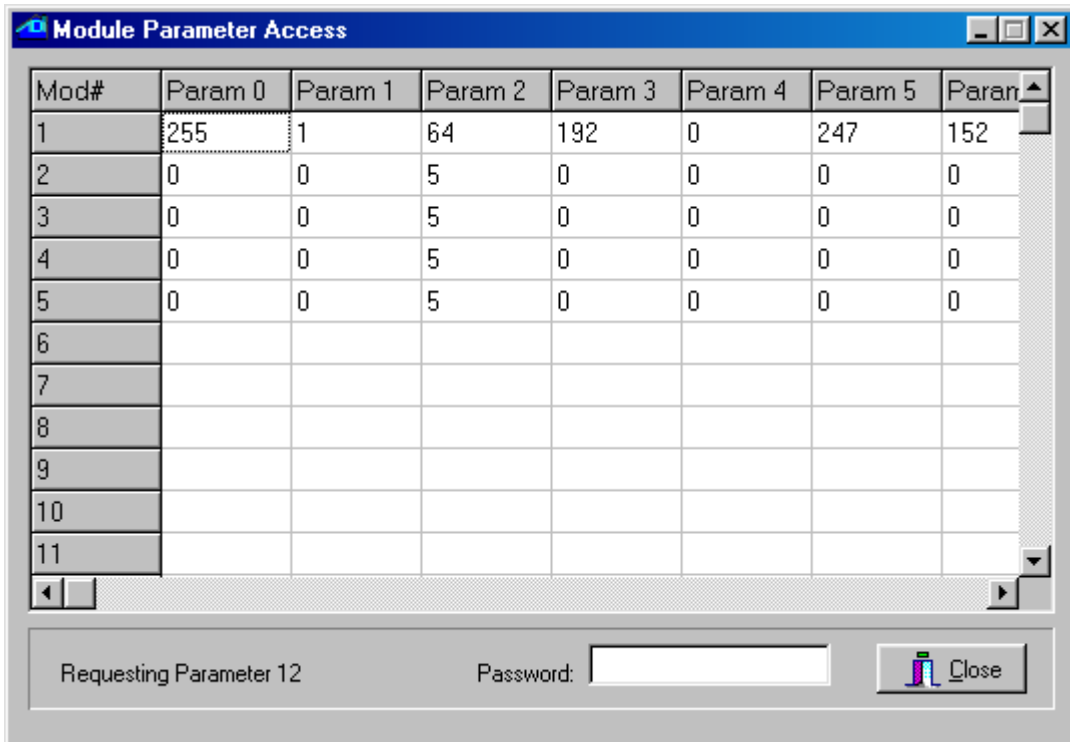 Module Parameter Access
Mod# Param 0 Param 1 Param 2 Param 3 Param 4 Param 5 Param
1 255 1 64 192 0 247 152
2 0 0 5 0 0 0 0
3 0 0 5 0 0 0 0
4 0 0 5 0 0 0 0
5 0 0 5 0 0 0 0
6
7
8
9
10
11
Requesting Parameter 12 Password: Close